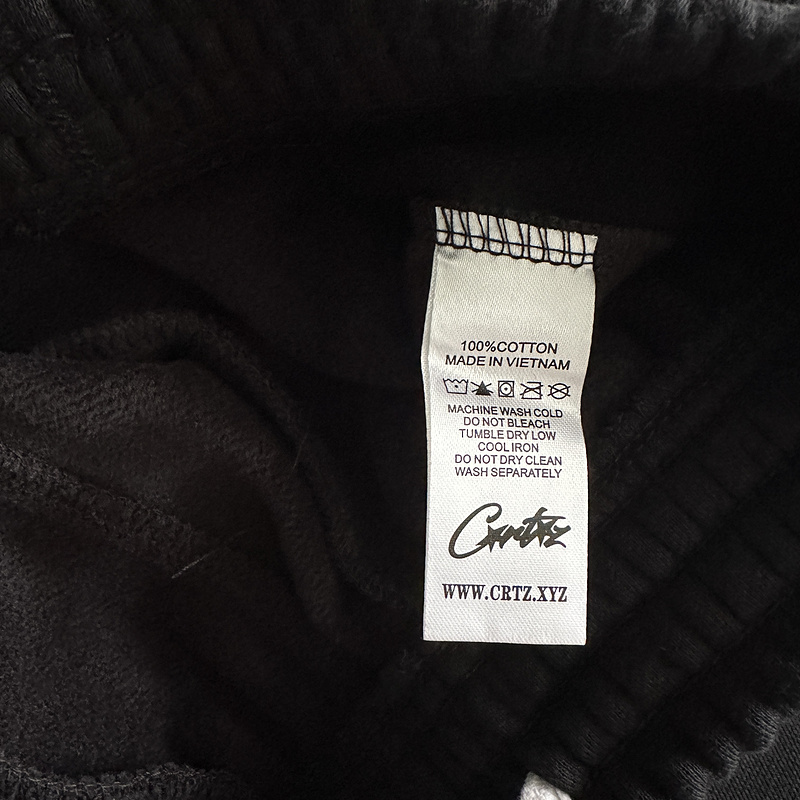 100%COTTON
MADE IN VIETNAM
MACHINE WASH COLD
DO NOT BLEACH
TUMBLE DRY LOW
COOL IRON
DO NOT DRY CLEAN
WASH SEPARATELY
Crtz
WWW.CRTZ.XYZ